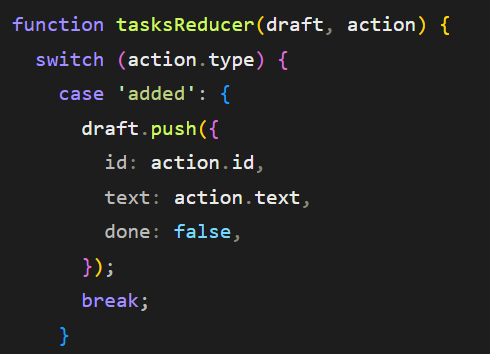 function tasksReducer(draft, action) {
  switch (action.type) {
    case 'added': {
      draft.push({
        id: action.id,
        text: action.text,
        done: false,
      });
      break;
    }